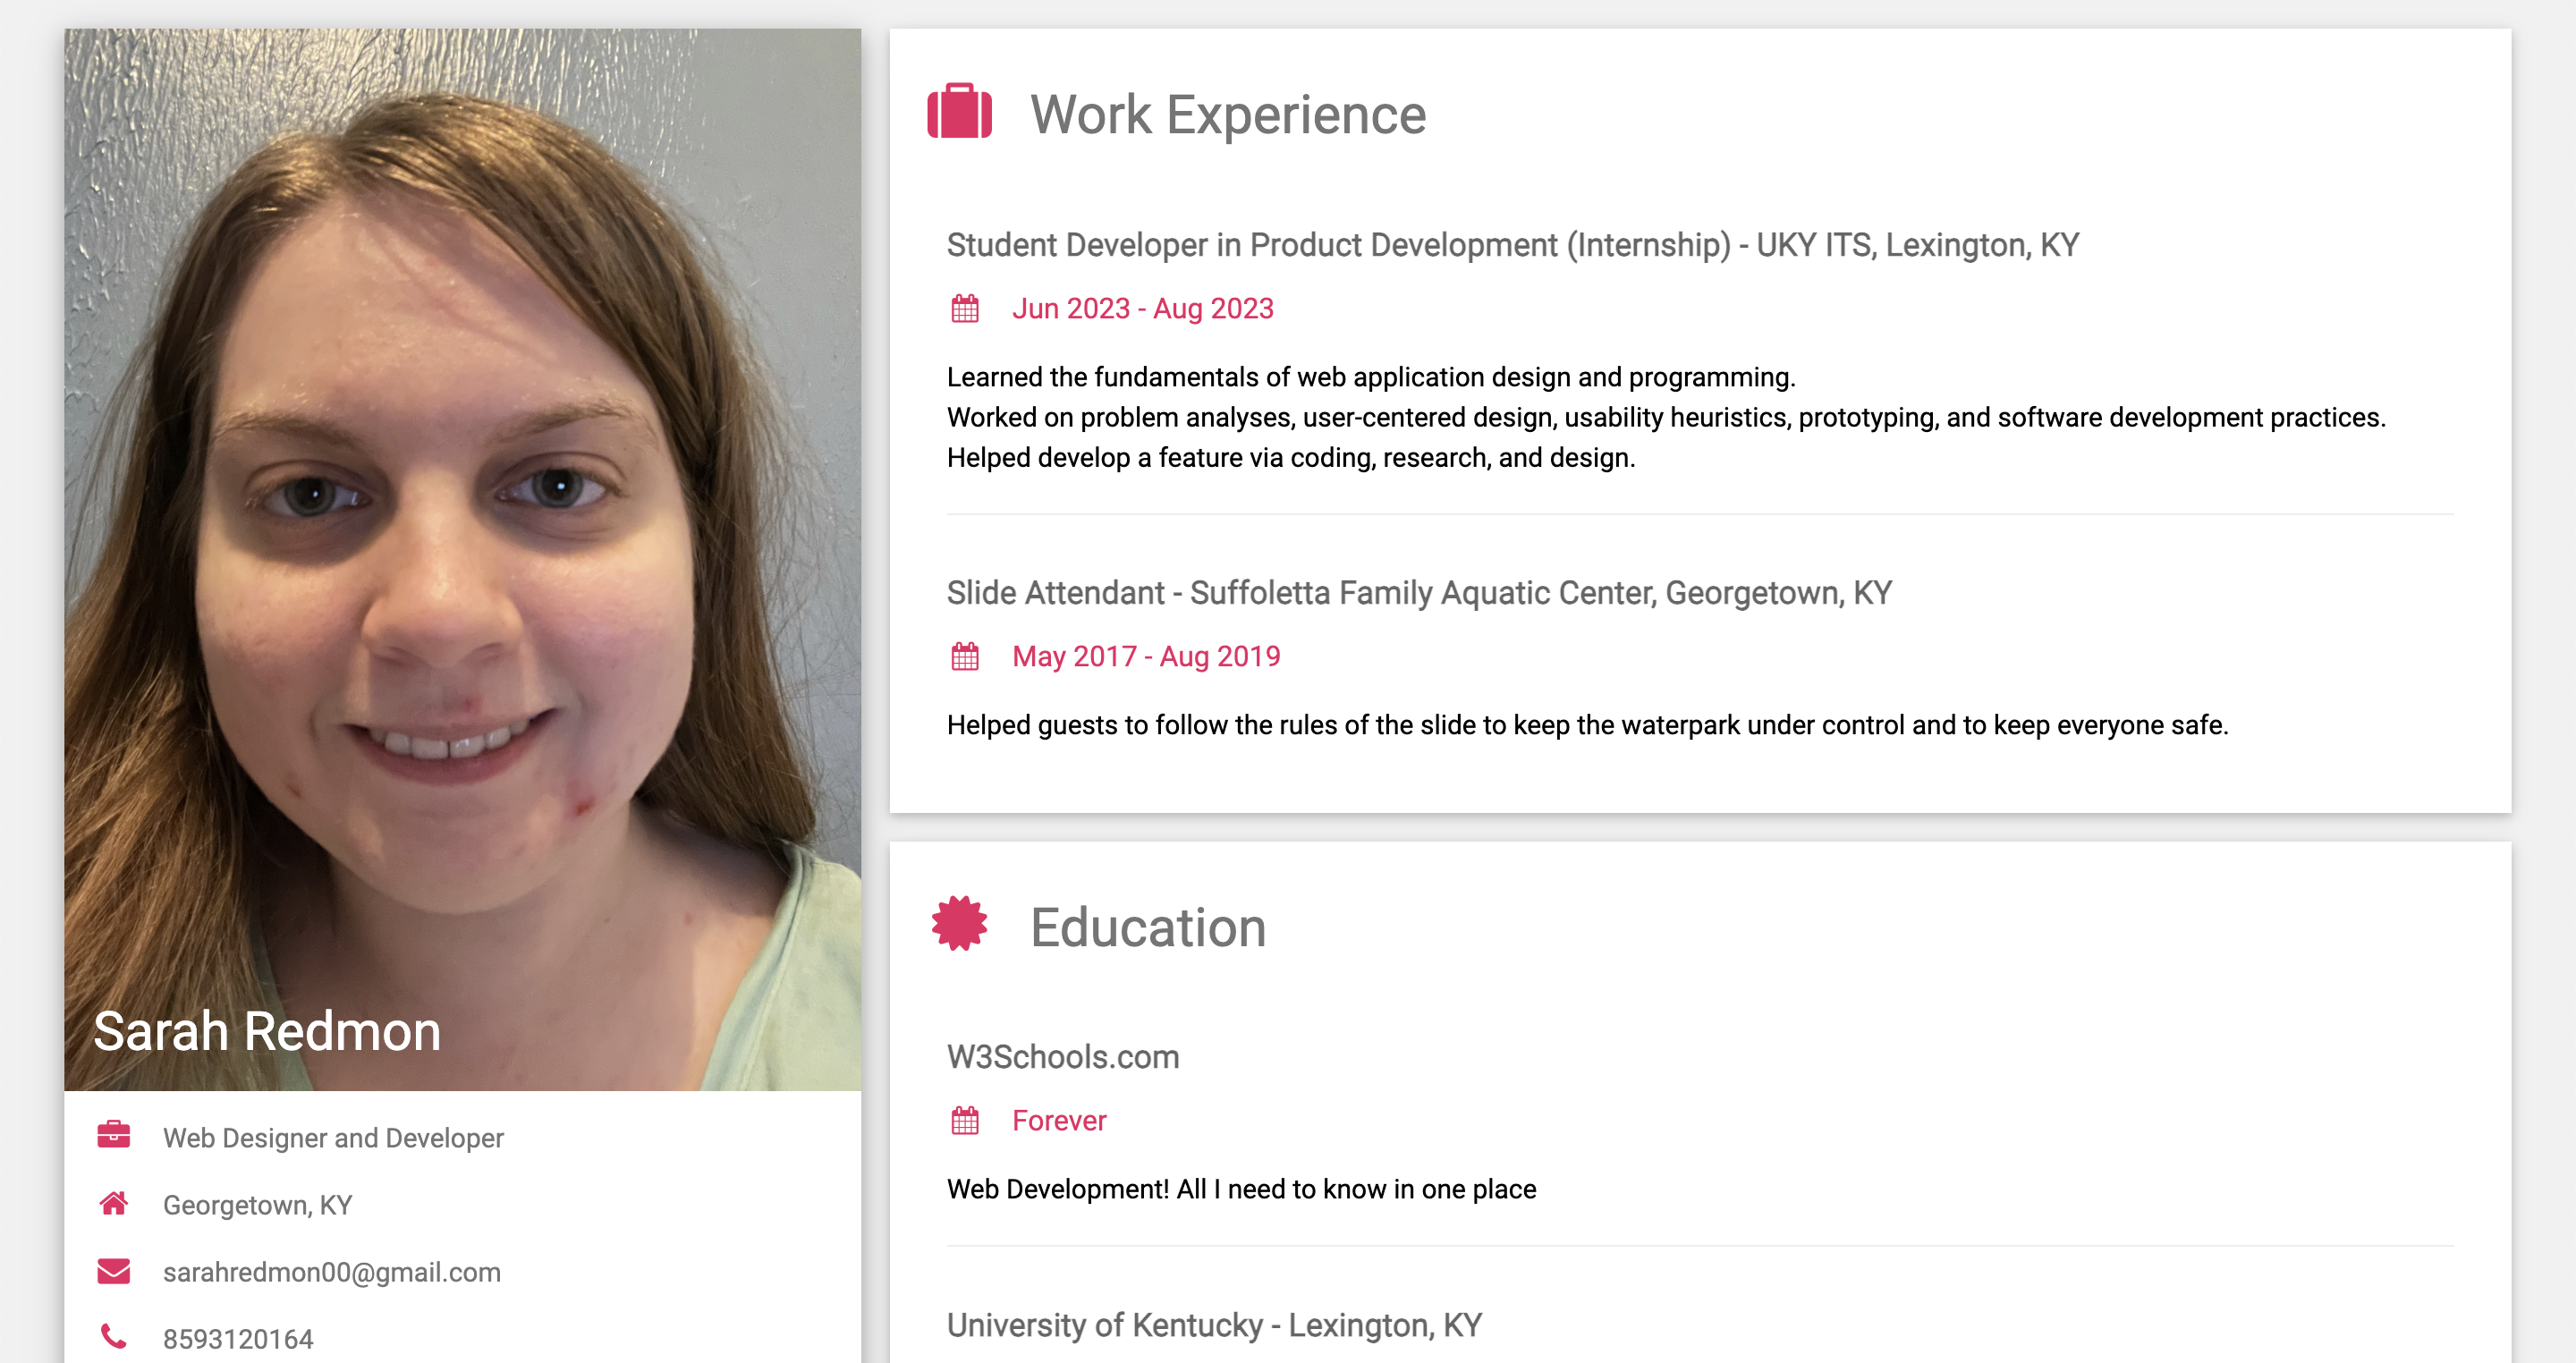 Sarah Redmon
Web Designer and Developer
Georgetown, KY
sarahredmon00@gmail.com
8593120164
Work Experience
Student Developer in Product Development (Internship) - UKY ITS, Lexington, KY
Jun 2023 - Aug 2023
Learned the fundamentals of web application design and programming.
Worked on problem analyses, user-centered design, usability heuristics, prototyping, and software development practices.
Helped develop a feature via coding, research, and design.
Slide Attendant - Suffoletta Family Aquatic Center, Georgetown, KY
May 2017 - Aug 2019
Helped guests to follow the rules of the slide to keep the waterpark under control and to keep everyone safe.
Education
W3Schools.com
Forever
Web Development! All I need to know in one place
University of Kentucky - Lexington, KY